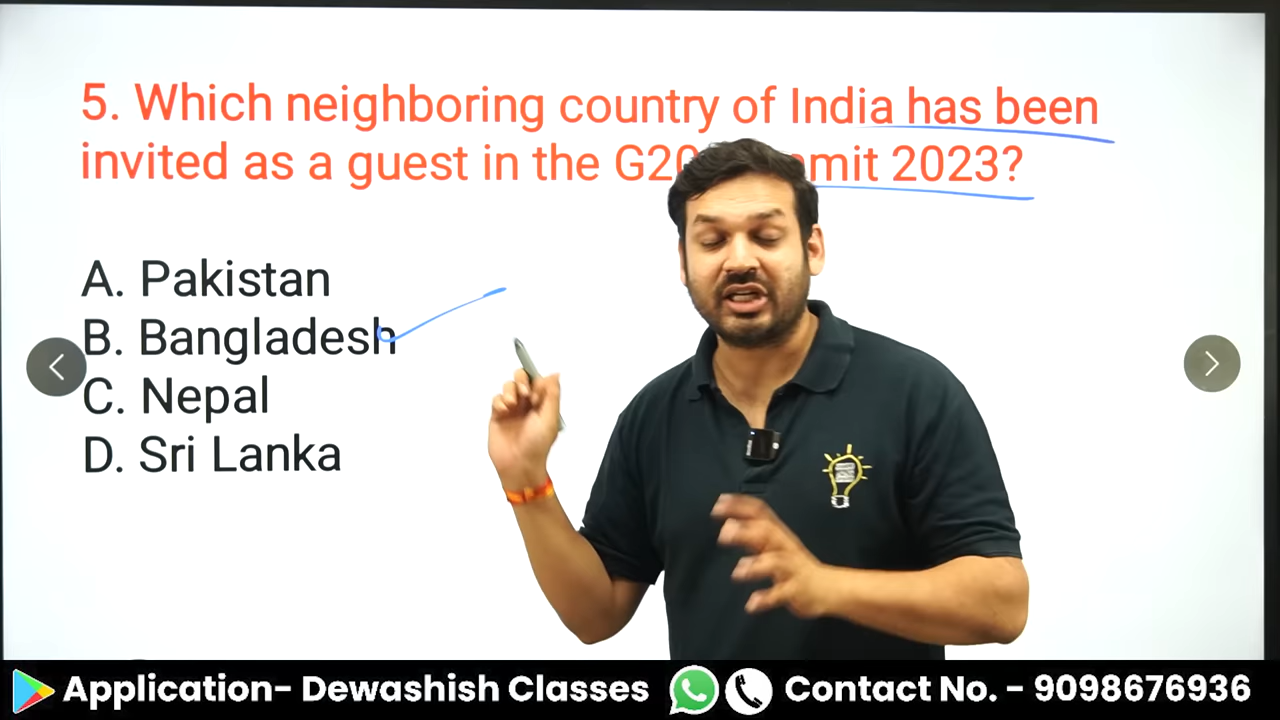 5. Which neighboring country of India has been
invited as a guest in the G20 mmit 2023?
A. Pakistan
B. Bangladesh
C. Nepal
D. Sri Lanka
Application- Dewashish Classes
Contact No. - 9098676936